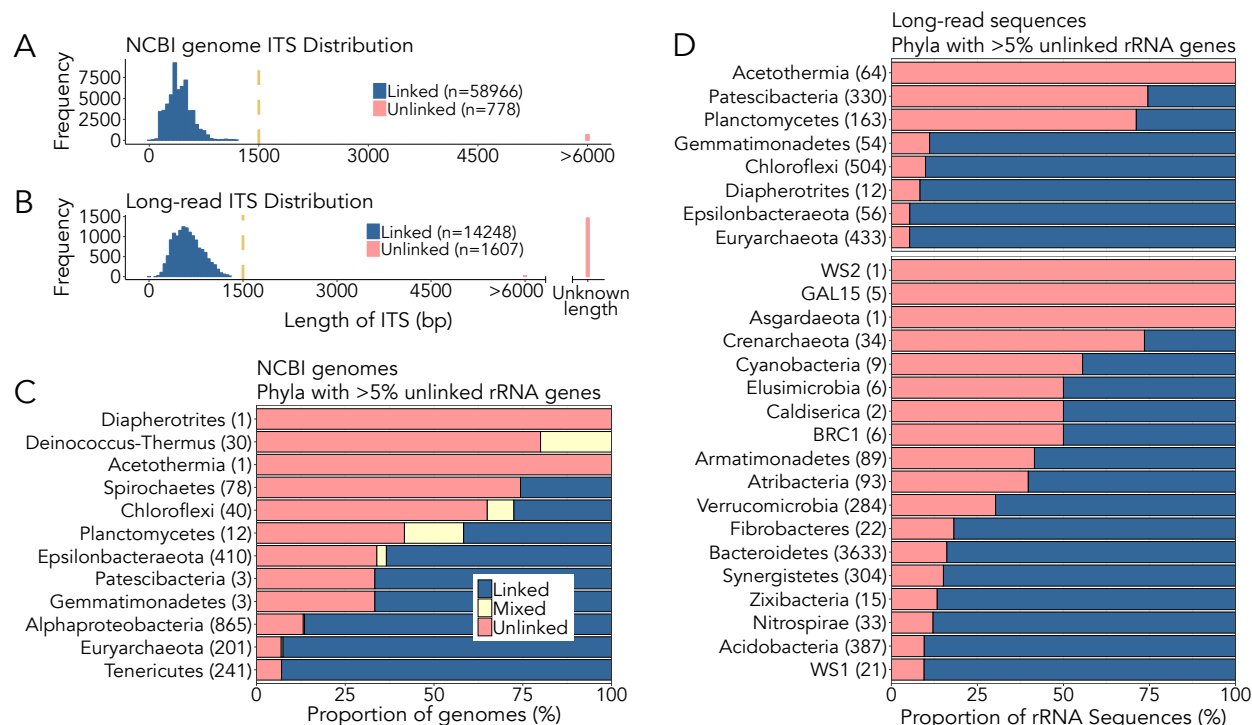 A
NCBI genome ITS Distribution
Frequency
7500
5000
2500
0
Linked (n=58966)
Unlinked (n=778)
0 1500 3000 4500 >6000
B
Long-read ITS Distribution
Frequency
1500
1000
500
0
Linked (n=14248)
Unlinked (n=1607)
0 1500 3000 4500 >6000 Unknown
length
Length of ITS (bp)
C
NCBI genomes
Phyla with >5% unlinked rRNA genes
Diapherotrites (1)
Deinococcus-Thermus (30)
Acetothermia (1)
Spirochaetes (78)
Chloroflexi (40)
Planctomycetes (12)
Epsilonbacteraeota (410)
Patescibacteria (3)
Gemmatimonadetes (3)
Alphaproteobacteria (865)
Euryarchaeota (201)
Tenericutes (241)
Linked
Mixed
Unlinked
0 25 50 75 100
Proportion of genomes (%)
D
Long-read sequences
Phyla with >5% unlinked rRNA genes
Acetothermia (64)
Patescibacteria (330)
Planctomycetes (163)
Gemmatimonadetes (54)
Chloroflexi (504)
Diapherotrites (12)
Epsilonbacteraeota (56)
Euryarchaeota (433)
WS2 (1)
GAL15 (5)
Asgardaeota (1)
Crenarchaeota (34)
Cyanobacteria (9)
Elusimicrobia (6)
Caldiserica (2)
BRC1 (6)
Armatimonadetes (89)
Atribacteria (93)
Verrucomicrobia (284)
Fibrobacteres (22)
Bacteroidetes (3633)
Synergistetes (304)
Zixibacteria (15)
Nitrospirae (33)
Acidobacteria (387)
WS1 (21)
0 25 50 75 100
Proportion of rRNA Sequences (%)